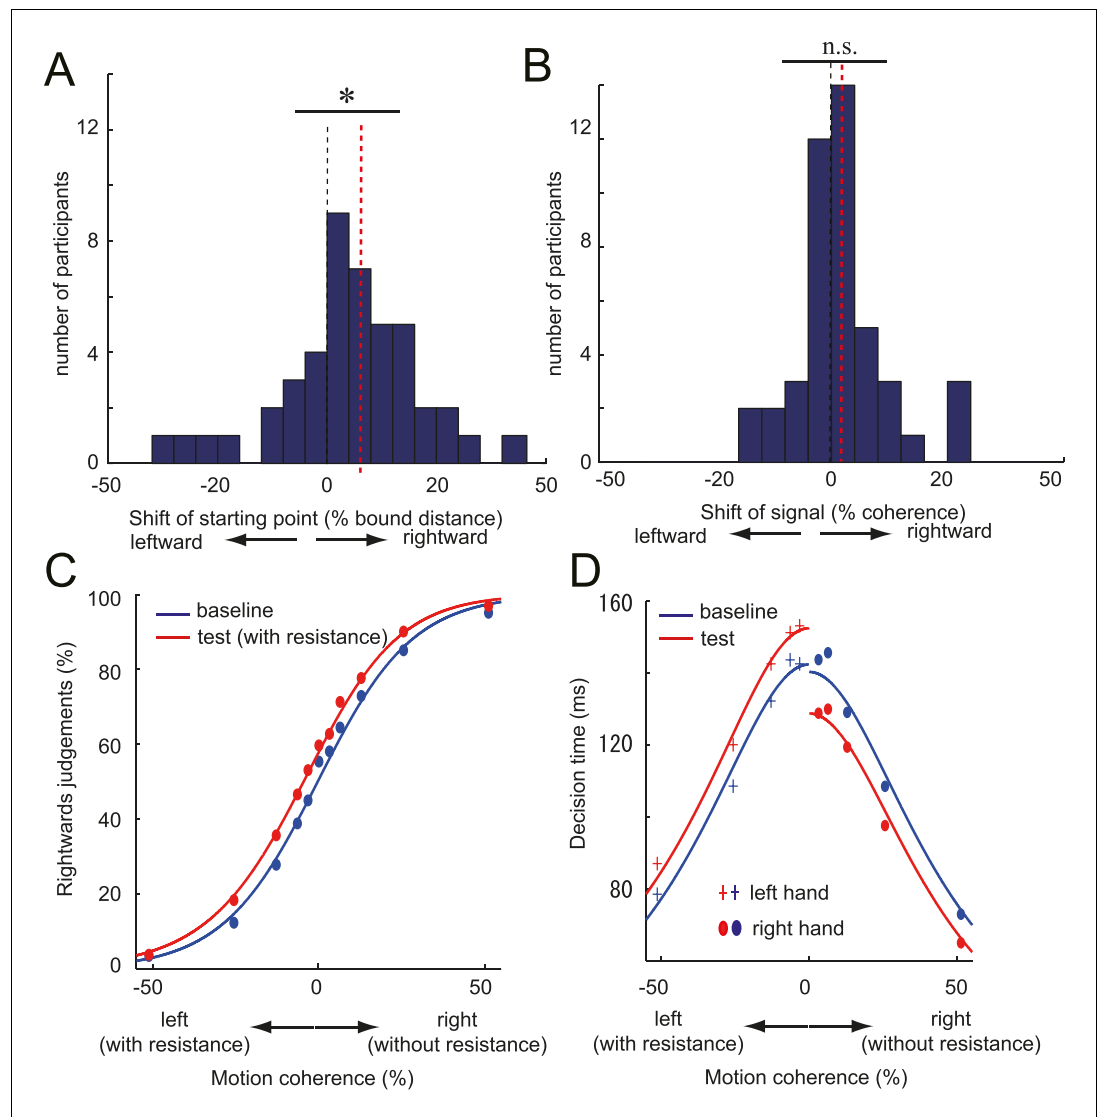 A
*
12
8
4
0
number of participants
-50 -20 0 20 50
Shift of starting point (% bound distance)
leftward rightward
B
n.s.
12
8
4
0
number of participants
-50 -20 0 20 50
Shift of signal (% coherence)
leftward rightward
C
baseline
test (with resistance)
100
80
60
40
20
0
Rightwards judgements (%)
-50 0 50
left right
(with resistance) (without resistance)
Motion coherence (%)
D
baseline
test
160
120
80
Decision time (ms)
left hand
right hand
-50 0 50
left right
(with resistance) (without resistance)
Motion coherence (%)